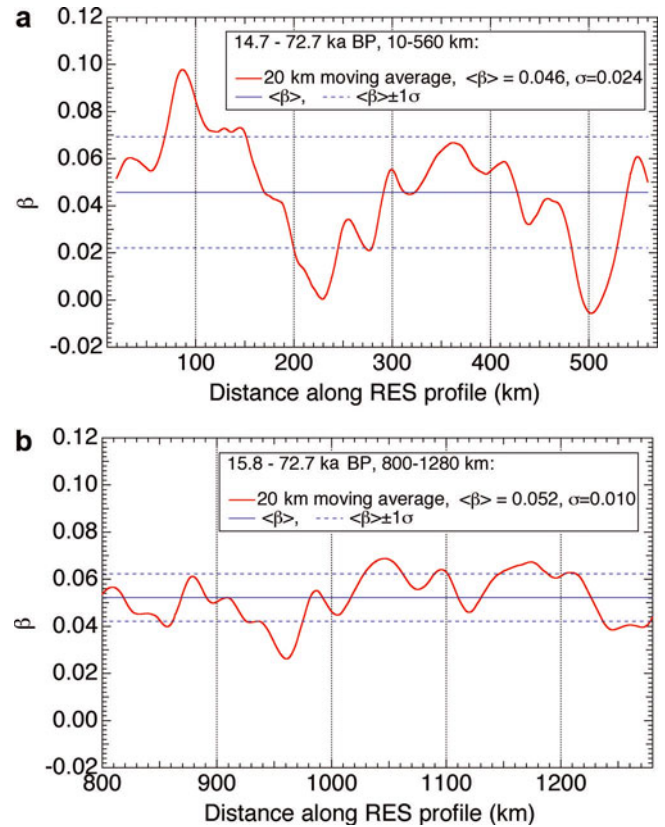 a
14.7 - 72.7 ka BP, 10-560 km:
20 km moving average, <β> = 0.046, σ=0.024
<β>, <β>±1σ
0.12
0.10
0.08
0.06
0.04
0.02
0.00
-0.02
β
100 200 300 400 500
Distance along RES profile (km)
b
15.8 - 72.7 ka BP, 800-1280 km:
20 km moving average, <β> = 0.052, σ=0.010
<β>, <β>±1σ
0.12
0.10
0.08
0.06
0.04
0.02
0.00
-0.02
β
800 900 1000 1100 1200
Distance along RES profile (km)